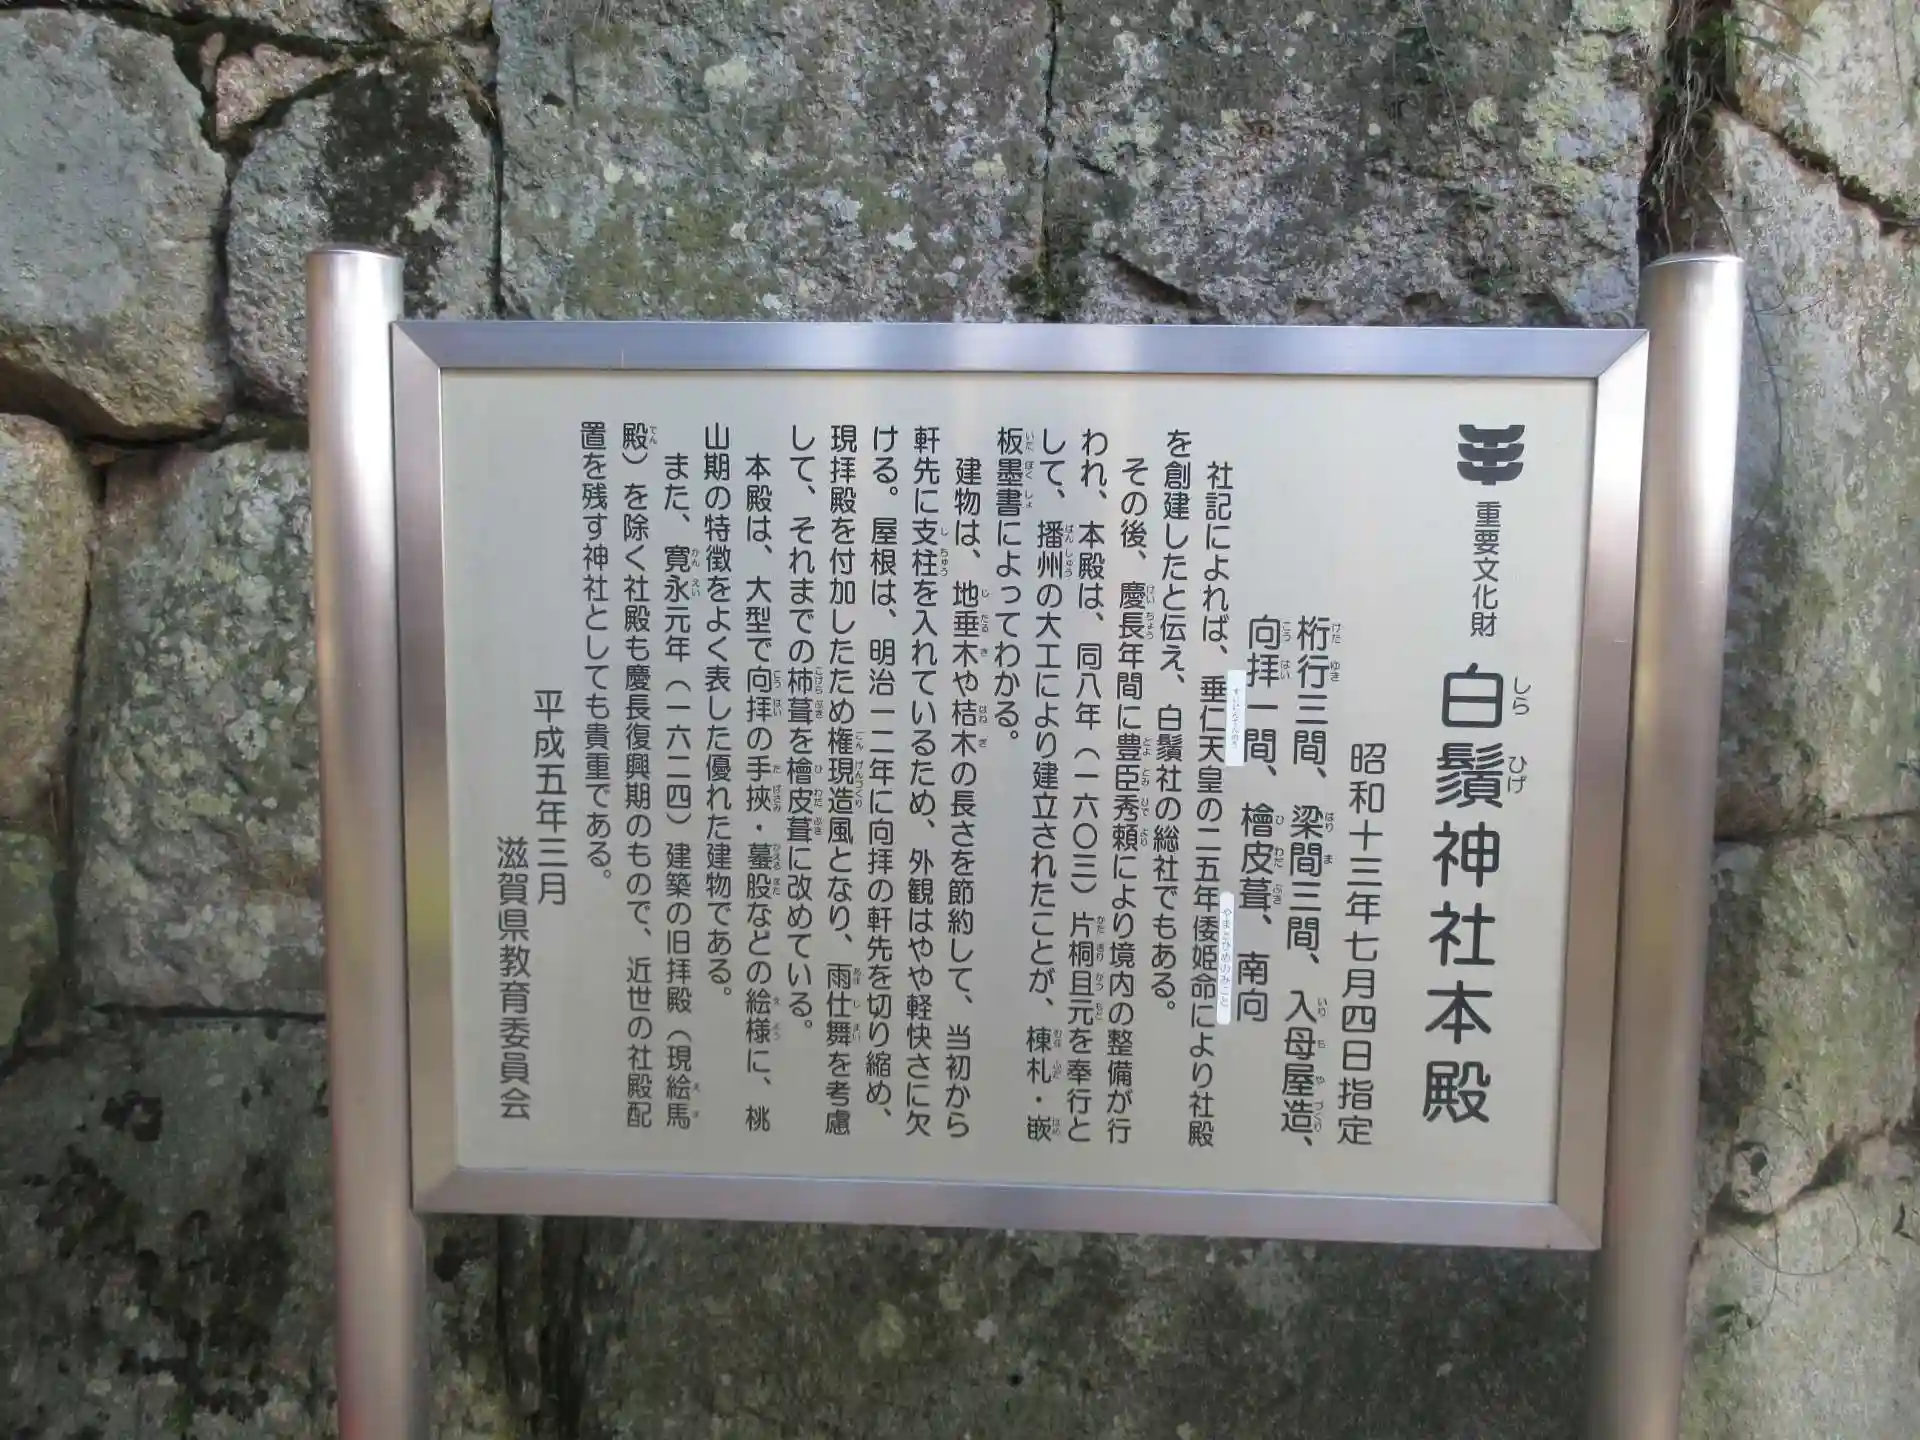 重要文化財 白鬚神社本殿
昭和十三年七月四日指定
桁行三間、梁間三間、入母屋造、
向拝一間、檜皮葺、南向
社記によれば、垂仁天皇の二五年倭姫命により社殿
を創建したと伝え、白鬚社の総社でもある。
その後、慶長年間に豊臣秀頼により境内の整備が行
われ、本殿は、同八年(一六〇三)片桐且元を奉行と
して、播州の大工により建立されたことが、棟札・嵌
板墨書によってわかる。
建物は、地垂木や桔木の長さを節約して、当初から
軒先に支柱を入れているため、外観はやや軽快さに欠
ける。屋根は、明治一二年に向拝の軒先を切り縮め、
現拝殿を付加したため権現造風となり、雨仕舞を考慮
して、それまでの杮葺を檜皮葺に改めている。
本殿は、大型で向拝の手挾・蟇股などの絵様に、桃
山期の特徴をよく表した優れた建物である。
また、寛永元年(一六二四)建築の旧拝殿(現絵馬
殿)を除く社殿も慶長復興期のもので、近世の社殿配
置を残す神社としても貴重である。
平成五年三月
滋賀県教育委員会